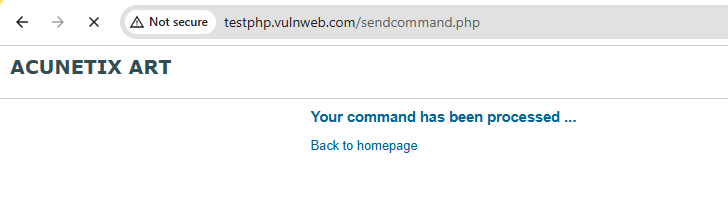 Not secure testphp.vulnweb.com/sendcommand.php
ACUNETIX ART
Your command has been processed ...
Back to homepage